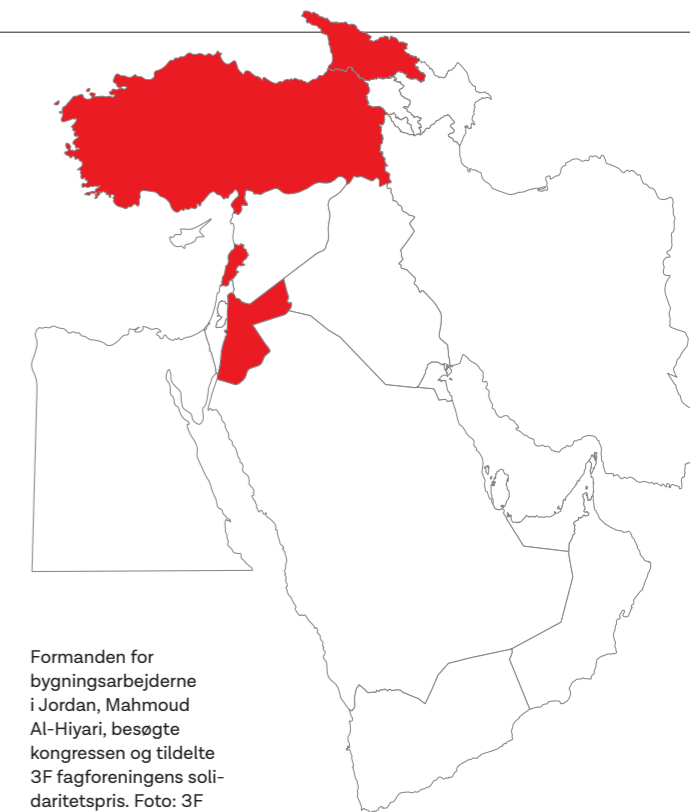 Formanden for
bygningsarbejderne
i Jordan, Mahmoud
Al-Hiyari, besøgte
kongressen og tildelte
3F fagforeningens soli-
daritetspris. Foto: 3F